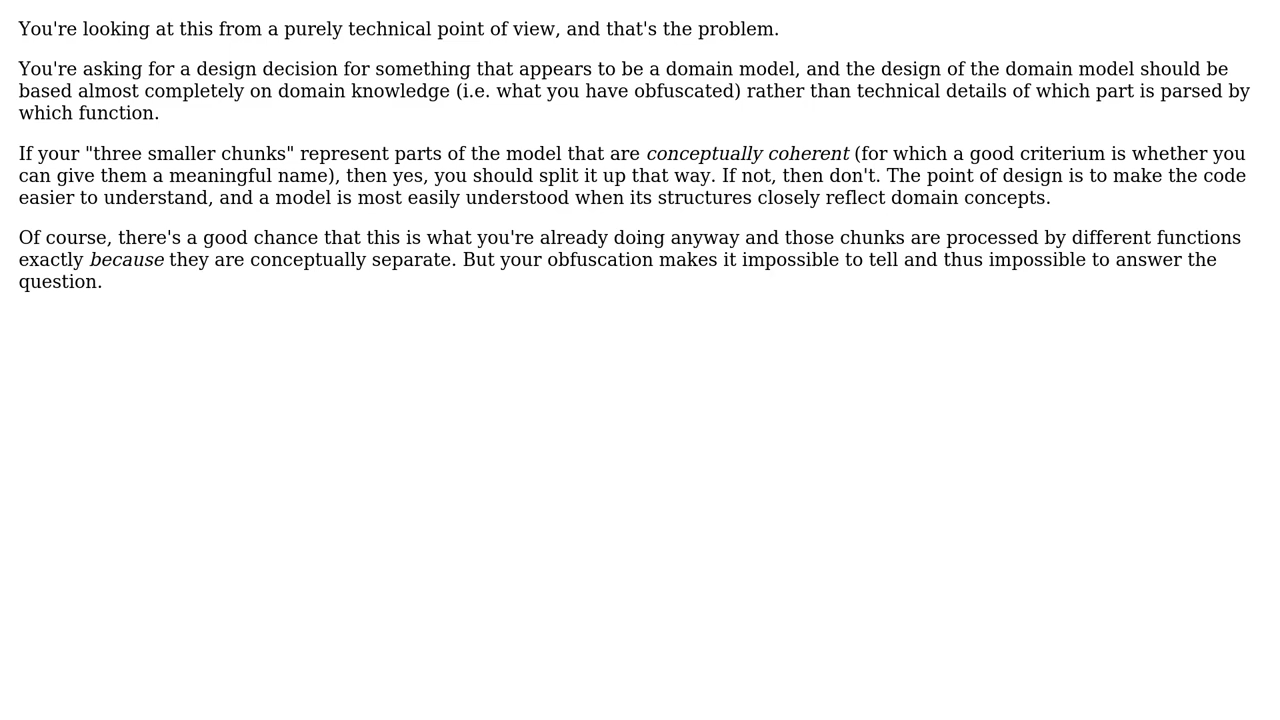 You're looking at this from a purely technical point of view, and that's the problem.
You're asking for a design decision for something that appears to be a domain model, and the design of the domain model should be
based almost completely on domain knowledge (i.e. what you have obfuscated) rather than technical details of which part is parsed by
which function.
If your "three smaller chunks" represent parts of the model that are conceptually coherent (for which a good criterium is whether you
can give them a meaningful name), then yes, you should split it up that way. If not, then don't. The point of design is to make the code
easier to understand, and a model is most easily understood when its structures closely reflect domain concepts.
Of course, there's a good chance that this is what you're already doing anyway and those chunks are processed by different functions
exactly because they are conceptually separate. But your obfuscation makes it impossible to tell and thus impossible to answer the
question.